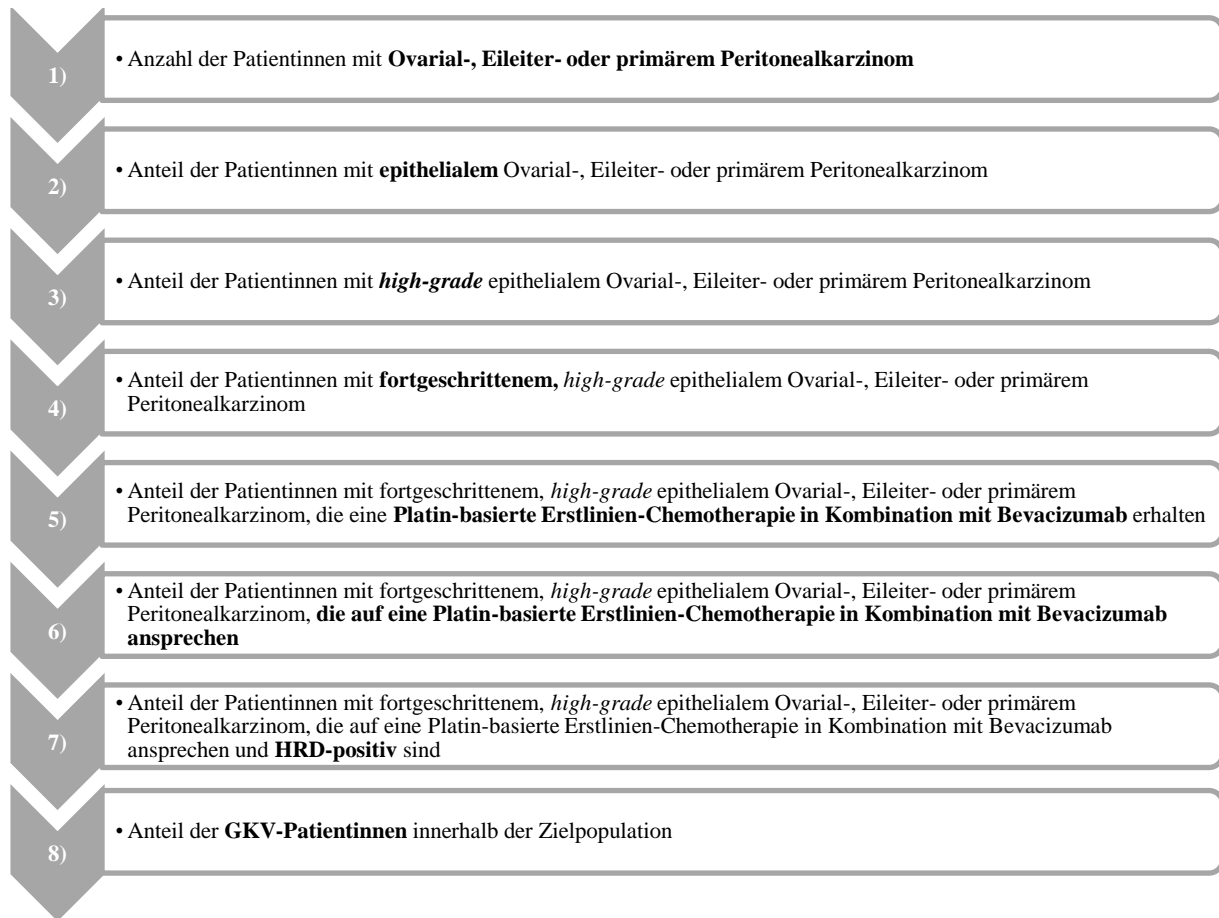 1)
• Anzahl der Patientinnen mit Ovarial-, Eileiter- oder primärem Peritonealkarzinom
2)
• Anteil der Patientinnen mit epithelialem Ovarial-, Eileiter- oder primärem Peritonealkarzinom
3)
• Anteil der Patientinnen mit high-grade epithelialem Ovarial-, Eileiter- oder primärem Peritonealkarzinom
4)
• Anteil der Patientinnen mit fortgeschrittenem, high-grade epithelialem Ovarial-, Eileiter- oder primärem
Peritonealkarzinom
5)
• Anteil der Patientinnen mit fortgeschrittenem, high-grade epithelialem Ovarial-, Eileiter- oder primärem
Peritonealkarzinom, die eine Platin-basierte Erstlinien-Chemotherapie in Kombination mit Bevacizumab erhalten
6)
• Anteil der Patientinnen mit fortgeschrittenem, high-grade epithelialem Ovarial-, Eileiter- oder primärem
Peritonealkarzinom, die auf eine Platin-basierte Erstlinien-Chemotherapie in Kombination mit Bevacizumab
ansprechen
7)
• Anteil der Patientinnen mit fortgeschrittenem, high-grade epithelialem Ovarial-, Eileiter- oder primärem
Peritonealkarzinom, die auf eine Platin-basierte Erstlinien-Chemotherapie in Kombination mit Bevacizumab
ansprechen und HRD-positiv sind
8)
• Anteil der GKV-Patientinnen innerhalb der Zielpopulation